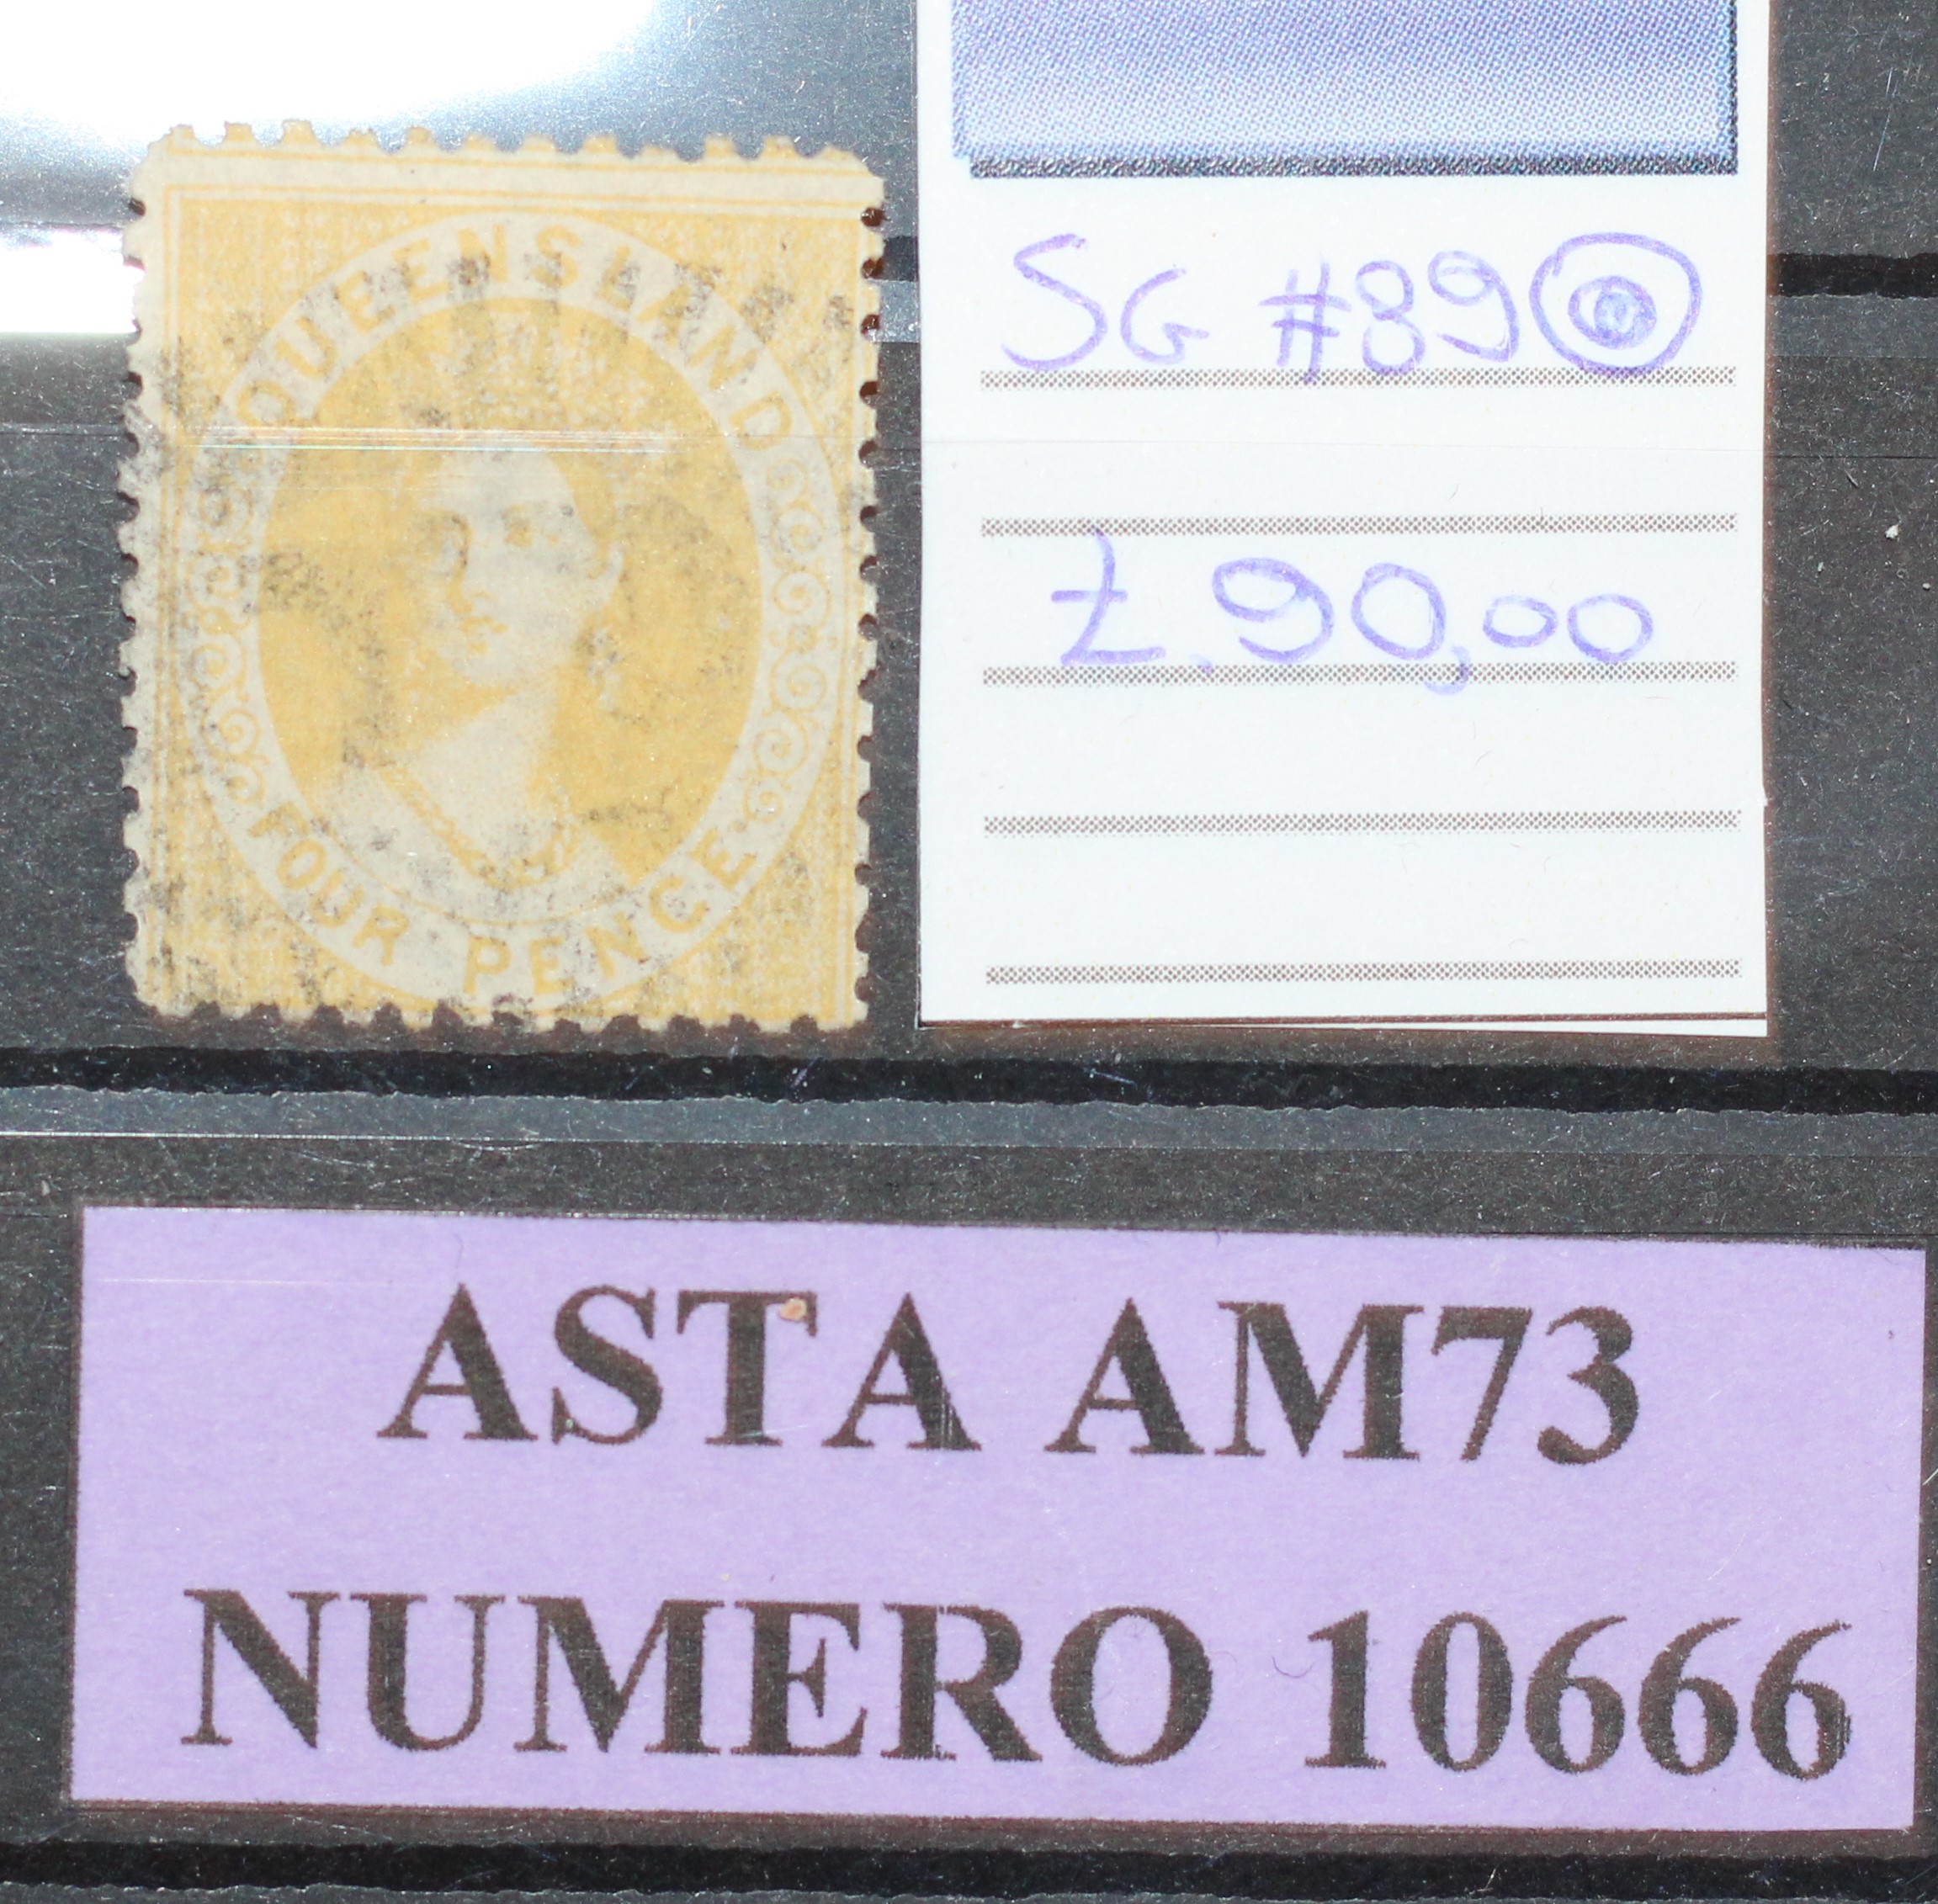 QUEENSLAND
FOUR PENCE
SG #89
£.90,00
ASTA AM73
NUMERO 10666